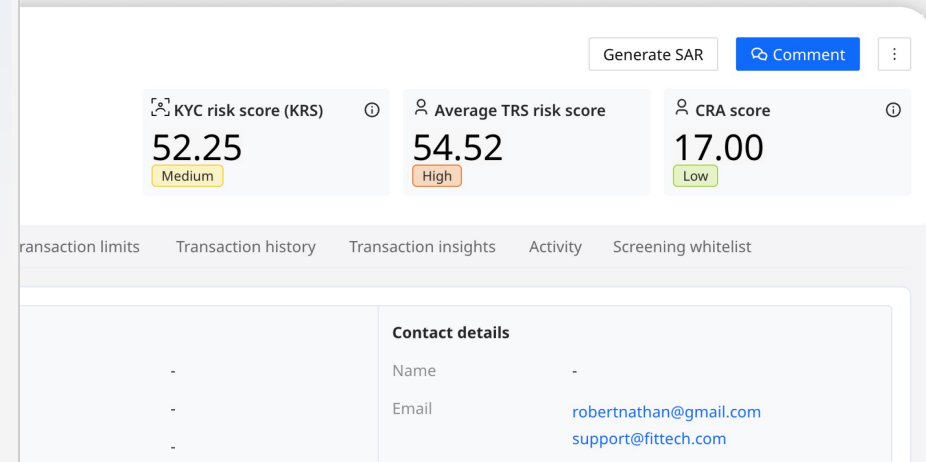 Generate SAR
Comment
KYC risk score (KRS)
52.25
Medium
Average TRS risk score
54.52
High
CRA score
17.00
Low
ransaction limits Transaction history Transaction insights Activity Screening whitelist
Contact details
-
Name -
-
Email robertnathan@gmail.com
support@fittech.com
-